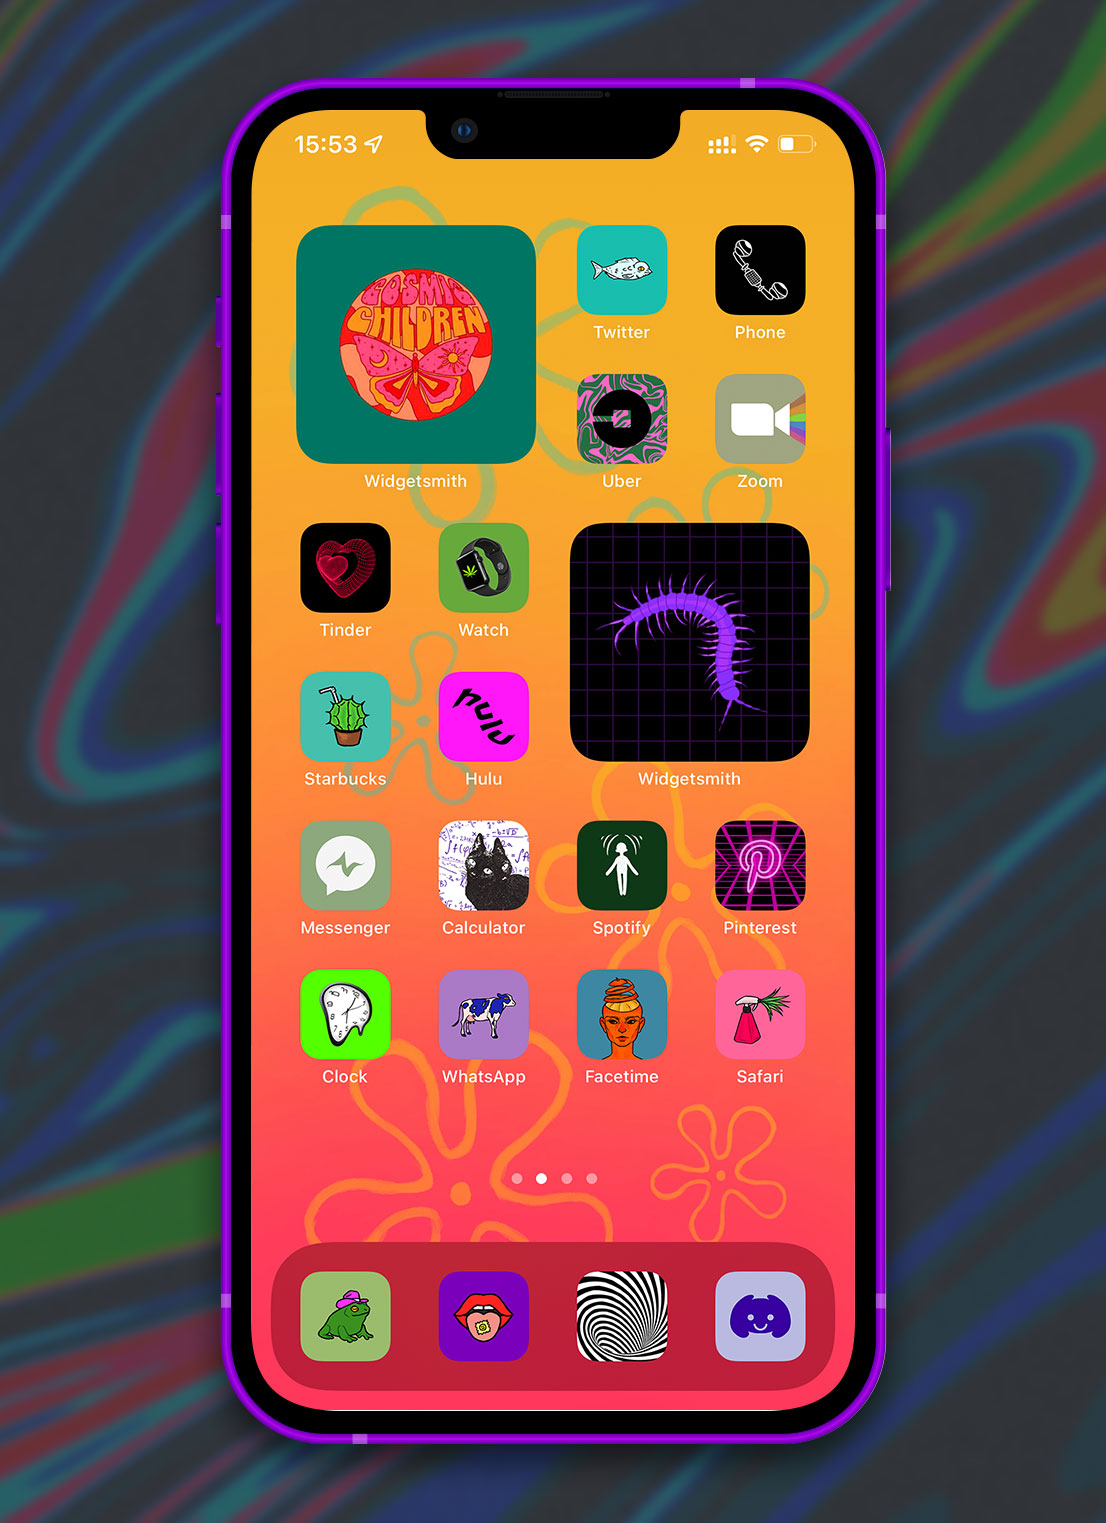 15:53
COSMIC
CHILDREN
Widgetsmith
Twitter
Phone
Uber
Zoom
Tinder
Watch
hulu
Starbucks
Hulu
Widgetsmith
Messenger
Calculator
Spotify
Pinterest
Clock
WhatsApp
Facetime
Safari